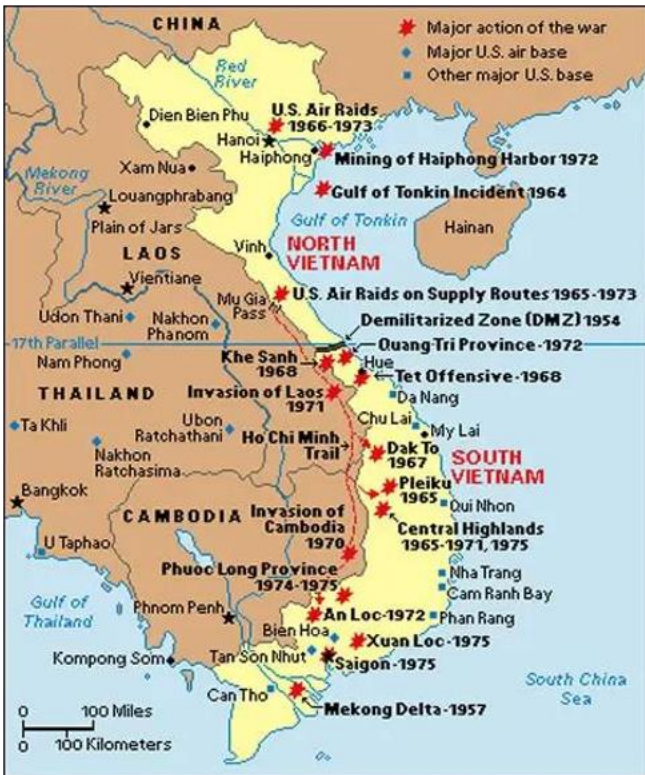 CHINA
Major action of the war
Major U.S. air base
Other major U.S. base
Red
River
Dien Bien Phu
U.S. Air Raids
1966-1973
Hanoi
Haiphong
Mining of Haiphong Harbor 1972
Xam Nua
Mekong
River
Louangphrabang
Gulf of Tonkin Incident 1964
Plain of Jars
Gulf of Tonkin
Hainan
LAOS
Vinh
NORTH
VIETNAM
Vientiane
Mu Gia
Pass
U.S. Air Raids on Supply Routes 1965-1973
Udon Thani
Nakhon
Phanom
Demilitarized Zone (DMZ) 1954
17th Parallel
Quang Tri Province-1972
Nam Phong
Khe Sanh
1968
Hue
Tet Offensive-1968
THAILAND
Invasion of Laos
1971
Da Nang
Chu Lai
My Lai
Ta Khli
Ubon
Ratchathani
Ho Chi Minh
Trail
Nakhon
Ratchasima
Dak To
1967
SOUTH
VIETNAM
Bangkok
Pleiku
1965
CAMBODIA
Invasion of
Cambodia
1970
Qui Nhon
Central Highlands
1965-1971, 1975
U Taphao
Phuoc Long Province
1974-1975
Nha Trang
Cam Ranh Bay
Gulf of
Thailand
Phnom Penh
An Loc-1972
Phan Rang
Bien Hoa
Xuan Loc-1975
Kompong Som
Tan Son Nhut
Saigon-1975
South China
Sea
Can Tho
Mekong Delta-1957
0 100 Miles
0 100 Kilometers